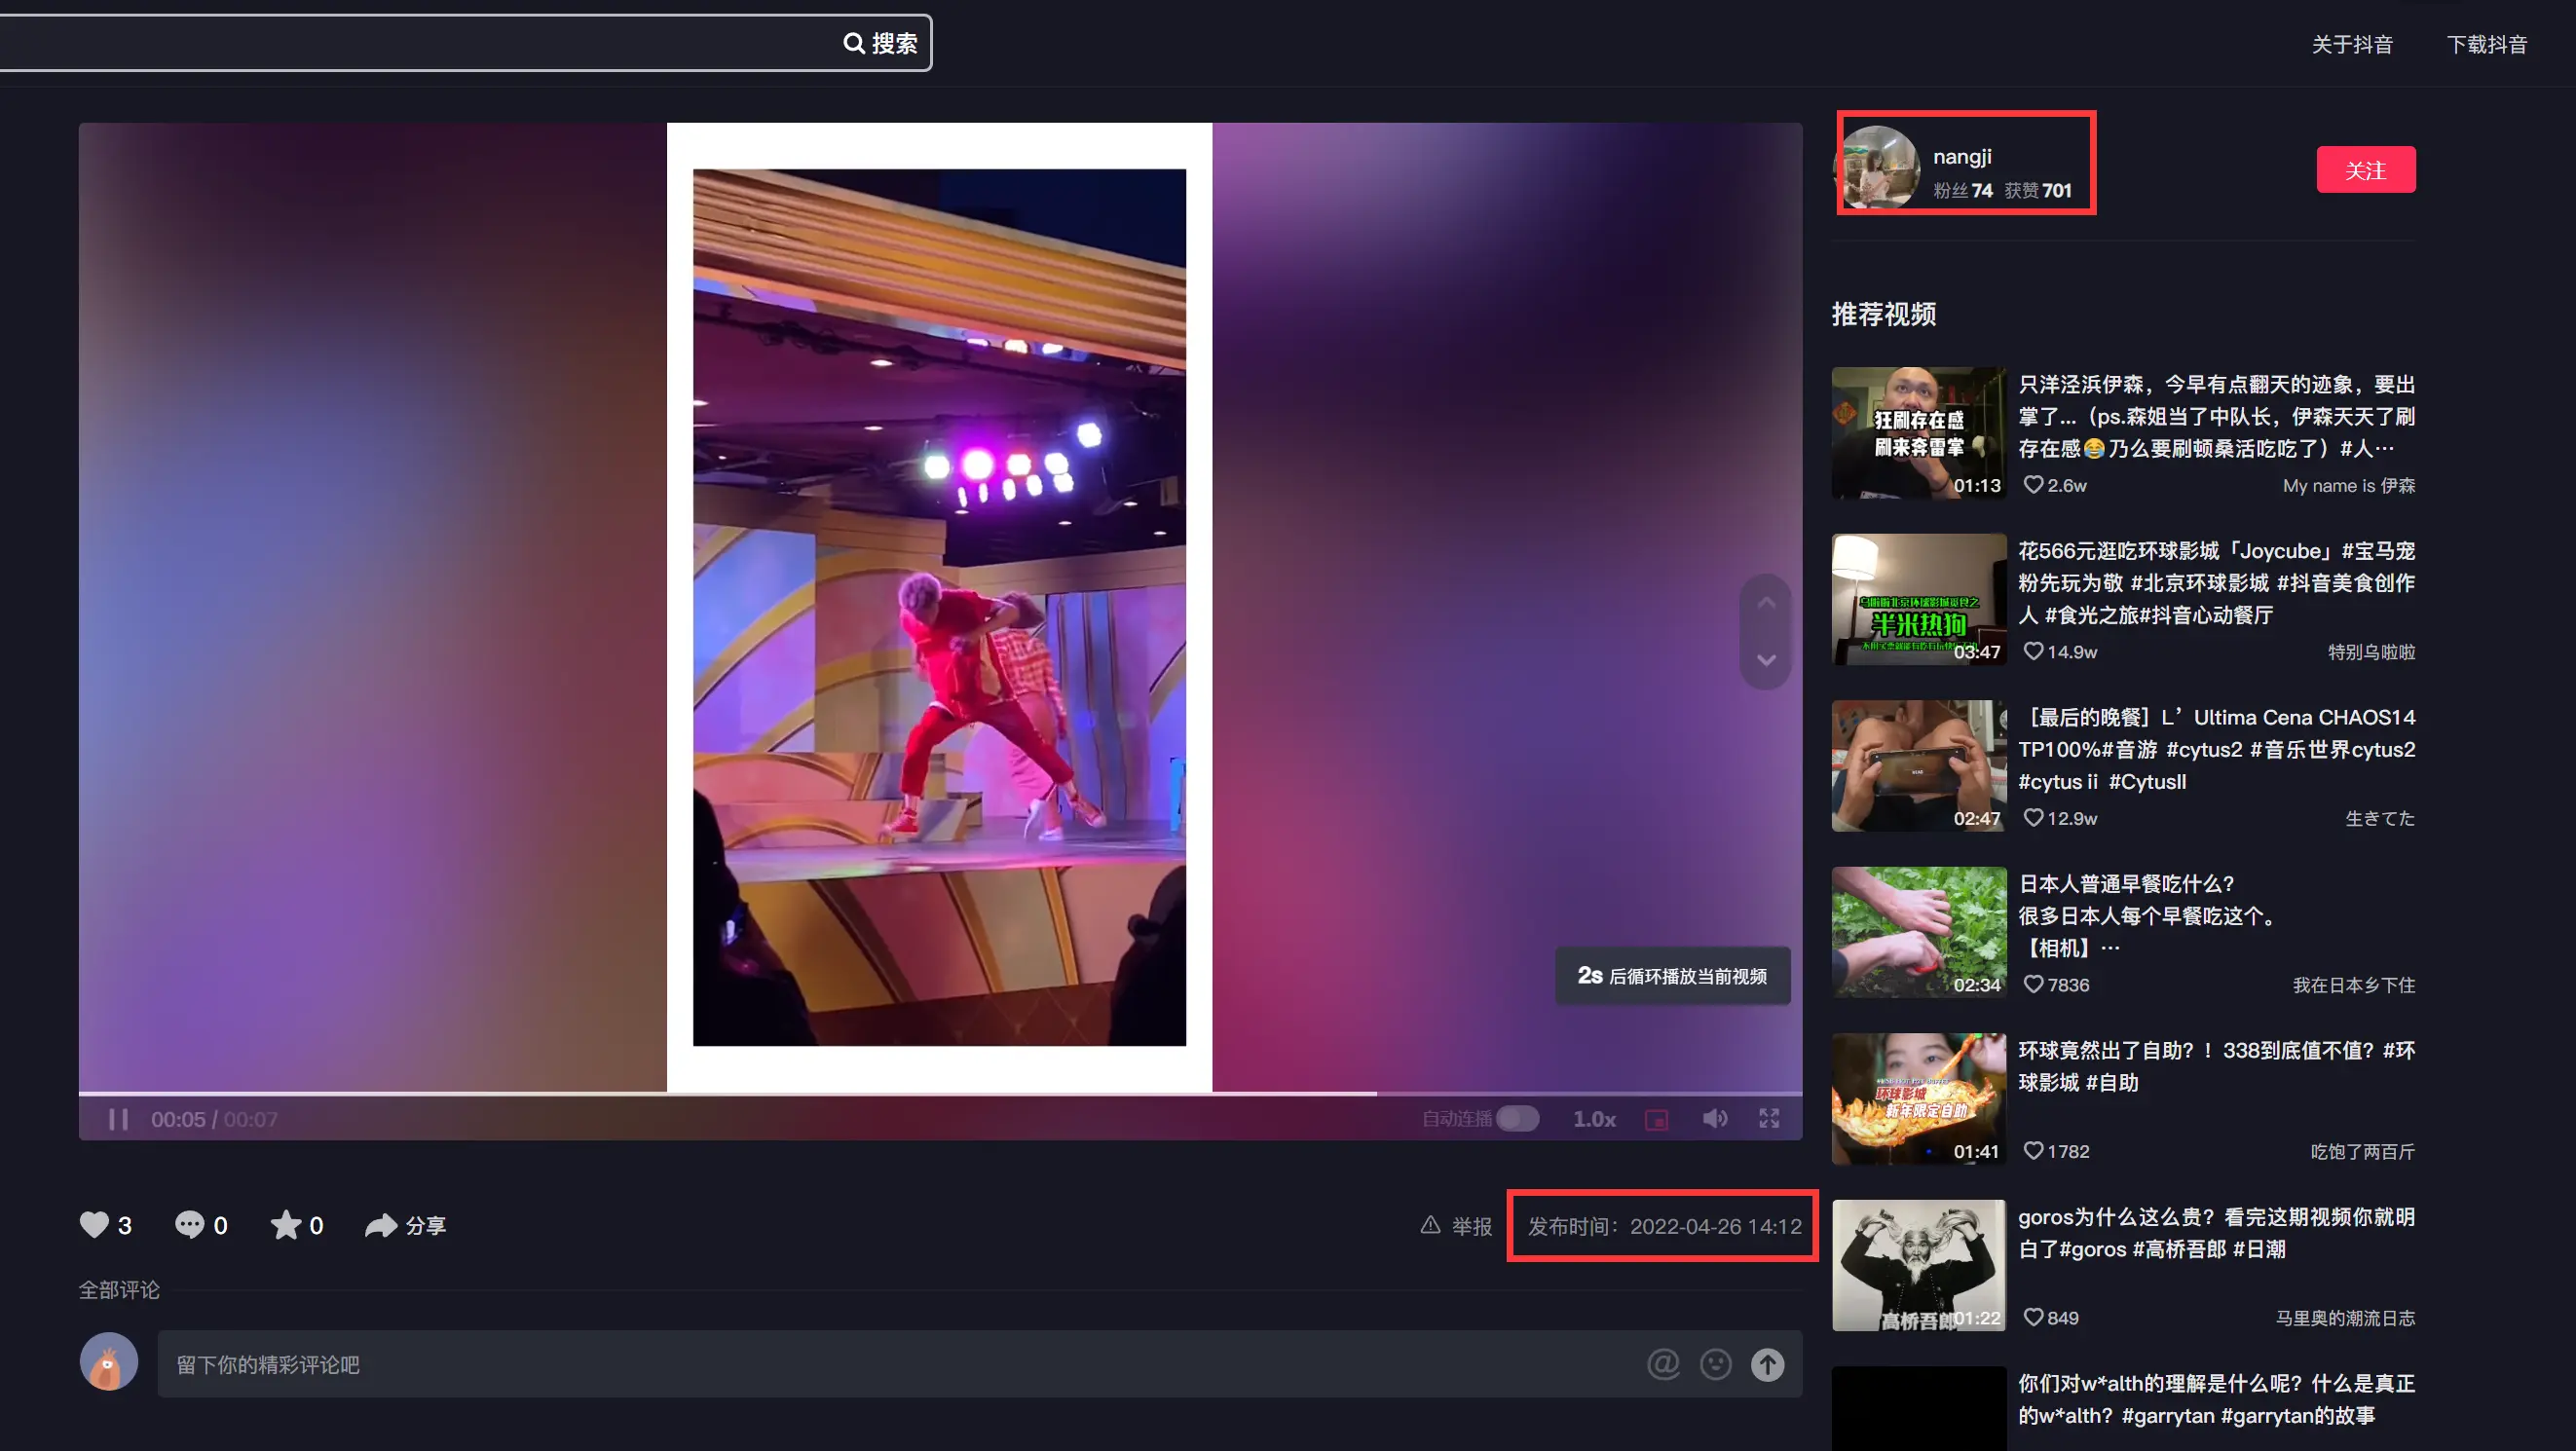 搜索
关于抖音
下载抖音
nangji
粉丝 74 获赞 701
关注
2s 后循环播放当前视频
00:05 / 00:07
自动连播
1.0x
3
0
0
分享
举报
发布时间：2022-04-26 14:12
全部评论
留下你的精彩评论吧
推荐视频
狂刷存在感
刷来夯雷掌
01:13
只洋泾浜伊森，今早有点翻天的迹象，要出
掌了...（ps.森姐当了中队长，伊森天天了刷
存在感😂乃么要刷顿桑活吃吃了）#人…
2.6w
My name is 伊森
半米热狗
03:47
花566元逛吃环球影城「Joycube」#宝马宠
粉先玩为敬 #北京环球影城 #抖音美食创作
人 #食光之旅#抖音心动餐厅
14.9w
特别乌啦啦
02:47
［最后的晚餐］L’Ultima Cena CHAOS14
TP100%#音游 #cytus2 #音乐世界cytus2
#cytus ii #CytusII
12.9w
生きてた
02:34
日本人普通早餐吃什么？
很多日本人每个早餐吃这个。
【相机】…
7836
我在日本乡下住
环球影城
新年限定自助
01:41
环球竟然出了自助？！338到底值不值？#环
球影城 #自助
1782
吃饱了两百斤
高桥吾郎
01:22
goros为什么这么贵？看完这期视频你就明
白了#goros #高桥吾郎 #日潮
849
马里奥的潮流日志
你们对w*alth的理解是什么呢？什么是真正
的w*alth？#garrytan #garrytan的故事